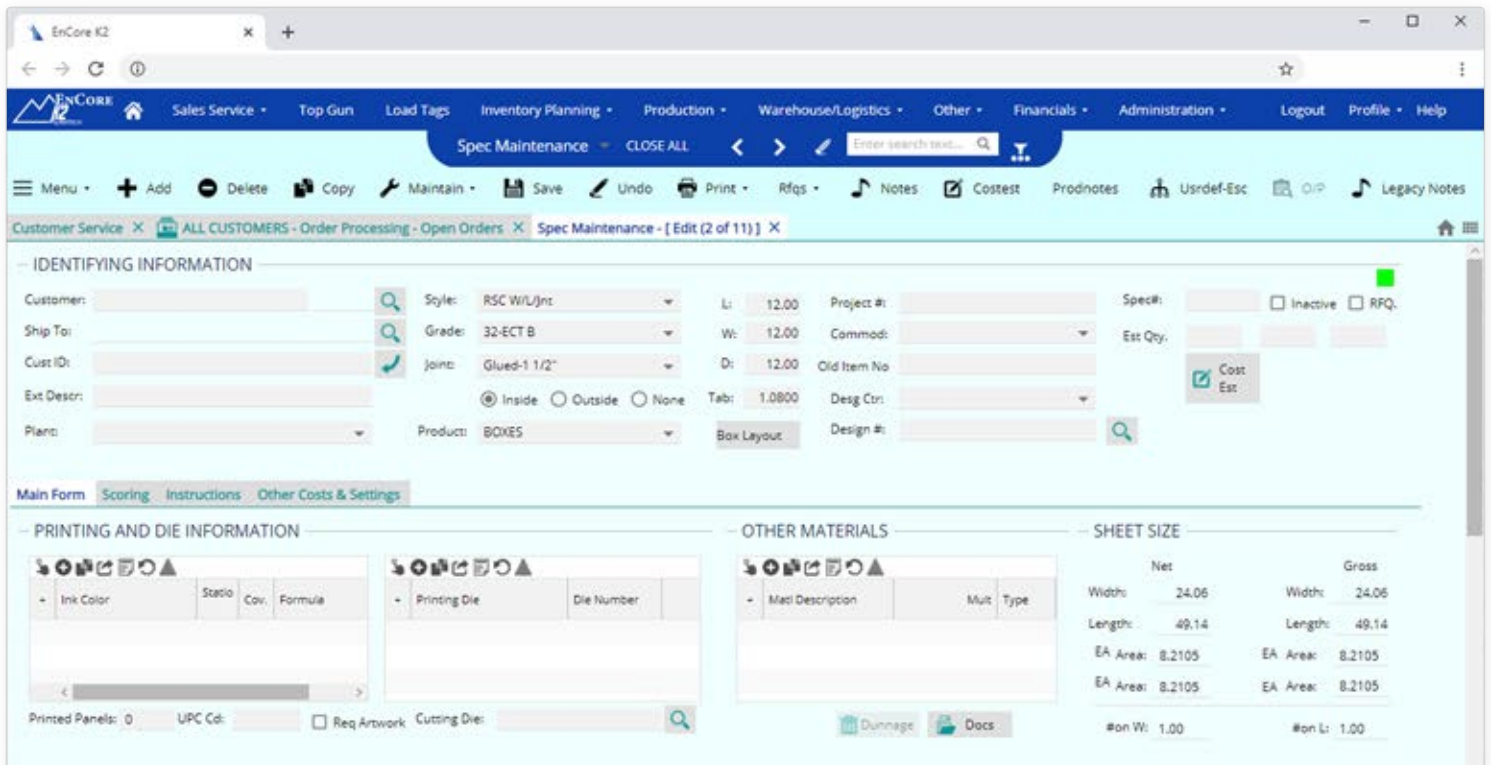 EnCore K2
ENCORE
K2
Sales Service Top Gun Load Tags Inventory Planning Production Warehouse/Logistics Other Financials Administration Logout Profile Help
Spec Maintenance CLOSE ALL Enter search text...
Menu Add Delete Copy Maintain Save Undo Print Rfqs Notes Costest Prodnotes Usrdef-Esc O/P Legacy Notes
Customer Service ALL CUSTOMERS - Order Processing - Open Orders Spec Maintenance - [ Edit (2 of 11) ]
IDENTIFYING INFORMATION
Customer: Style: RSC W/L/Jnt L: 12.00 Project #: Spec#: Inactive RFQ.
Ship To: Grade: 32-ECT B W: 12.00 Commod: Est Qty.
Cust ID: Joint: Glued-1 1/2" D: 12.00 Old Item No
Cost Est
Ext Descr: Inside Outside None Tab: 1.0800 Desg Ctr:
Plant: Product: BOXES Box Layout Design #:
Main Form Scoring Instructions Other Costs & Settings
PRINTING AND DIE INFORMATION OTHER MATERIALS SHEET SIZE
Net Gross
Ink Color Statio Cov. Formula Printing Die Die Number Matl Description Mult Type
Width: 24.06 Width: 24.06
Length: 49.14 Length: 49.14
EA Area: 8.2105 EA Area: 8.2105
EA Area: 8.2105 EA Area: 8.2105
Printed Panels: 0 UPC Cd: Req Artwork Cutting Die: Dunnage Docs #on W: 1.00 #on L: 1.00